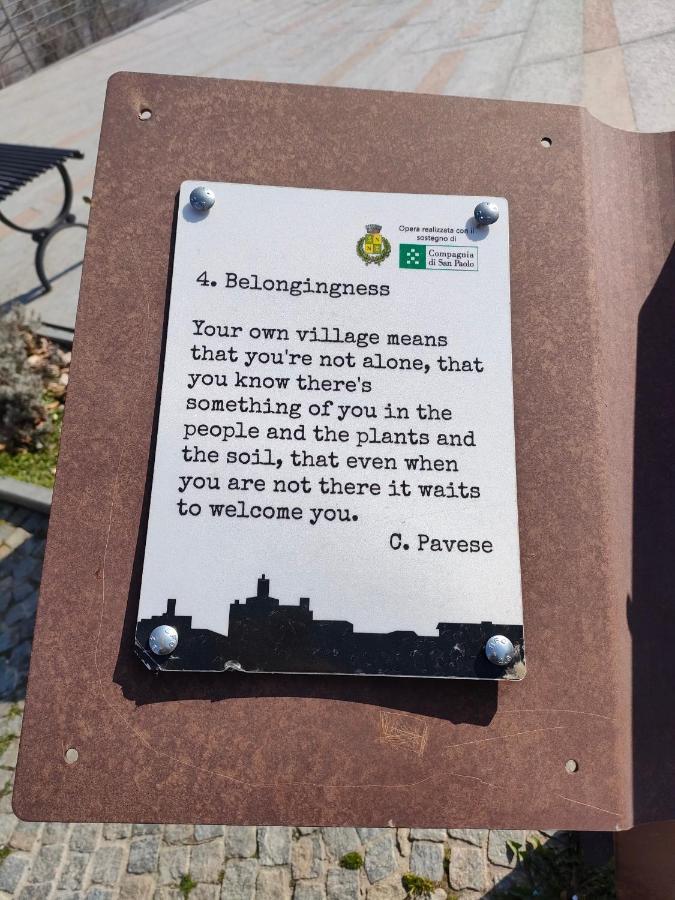 Opera realizzata con il
sostegno di
Compagnia
di San Paolo
4. Belongingness
Your own village means
that you're not alone, that
you know there's
something of you in the
people and the plants and
the soil, that even when
you are not there it waits
to welcome you.
C. Pavese